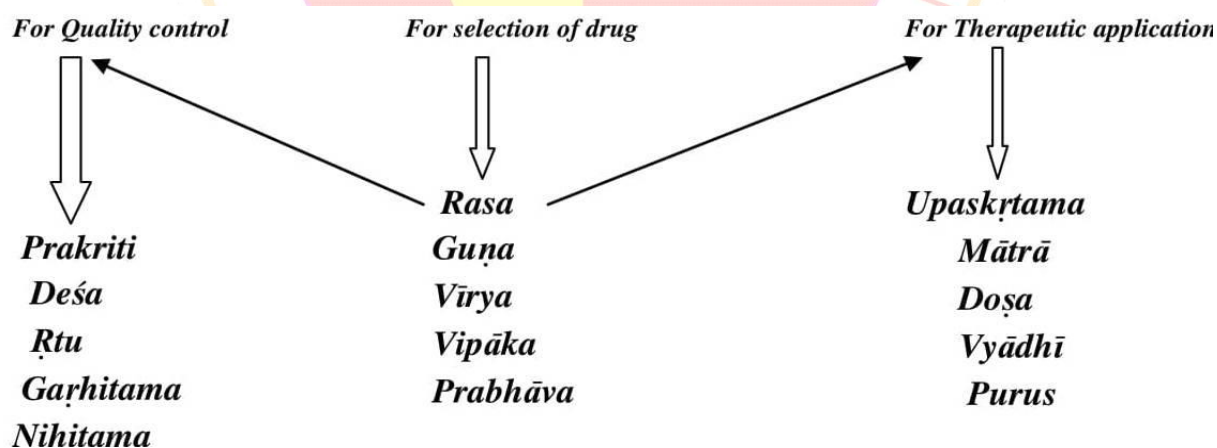 For Quality control
For selection of drug
For Therapeutic application
Prakriti
Deśa
Ṛtu
Gaṛhitama
Nihitama
Rasa
Guṇa
Vīrya
Vipāka
Prabhāva
Upaskṛtama
Mātrā
Doṣa
Vyādhī
Purus